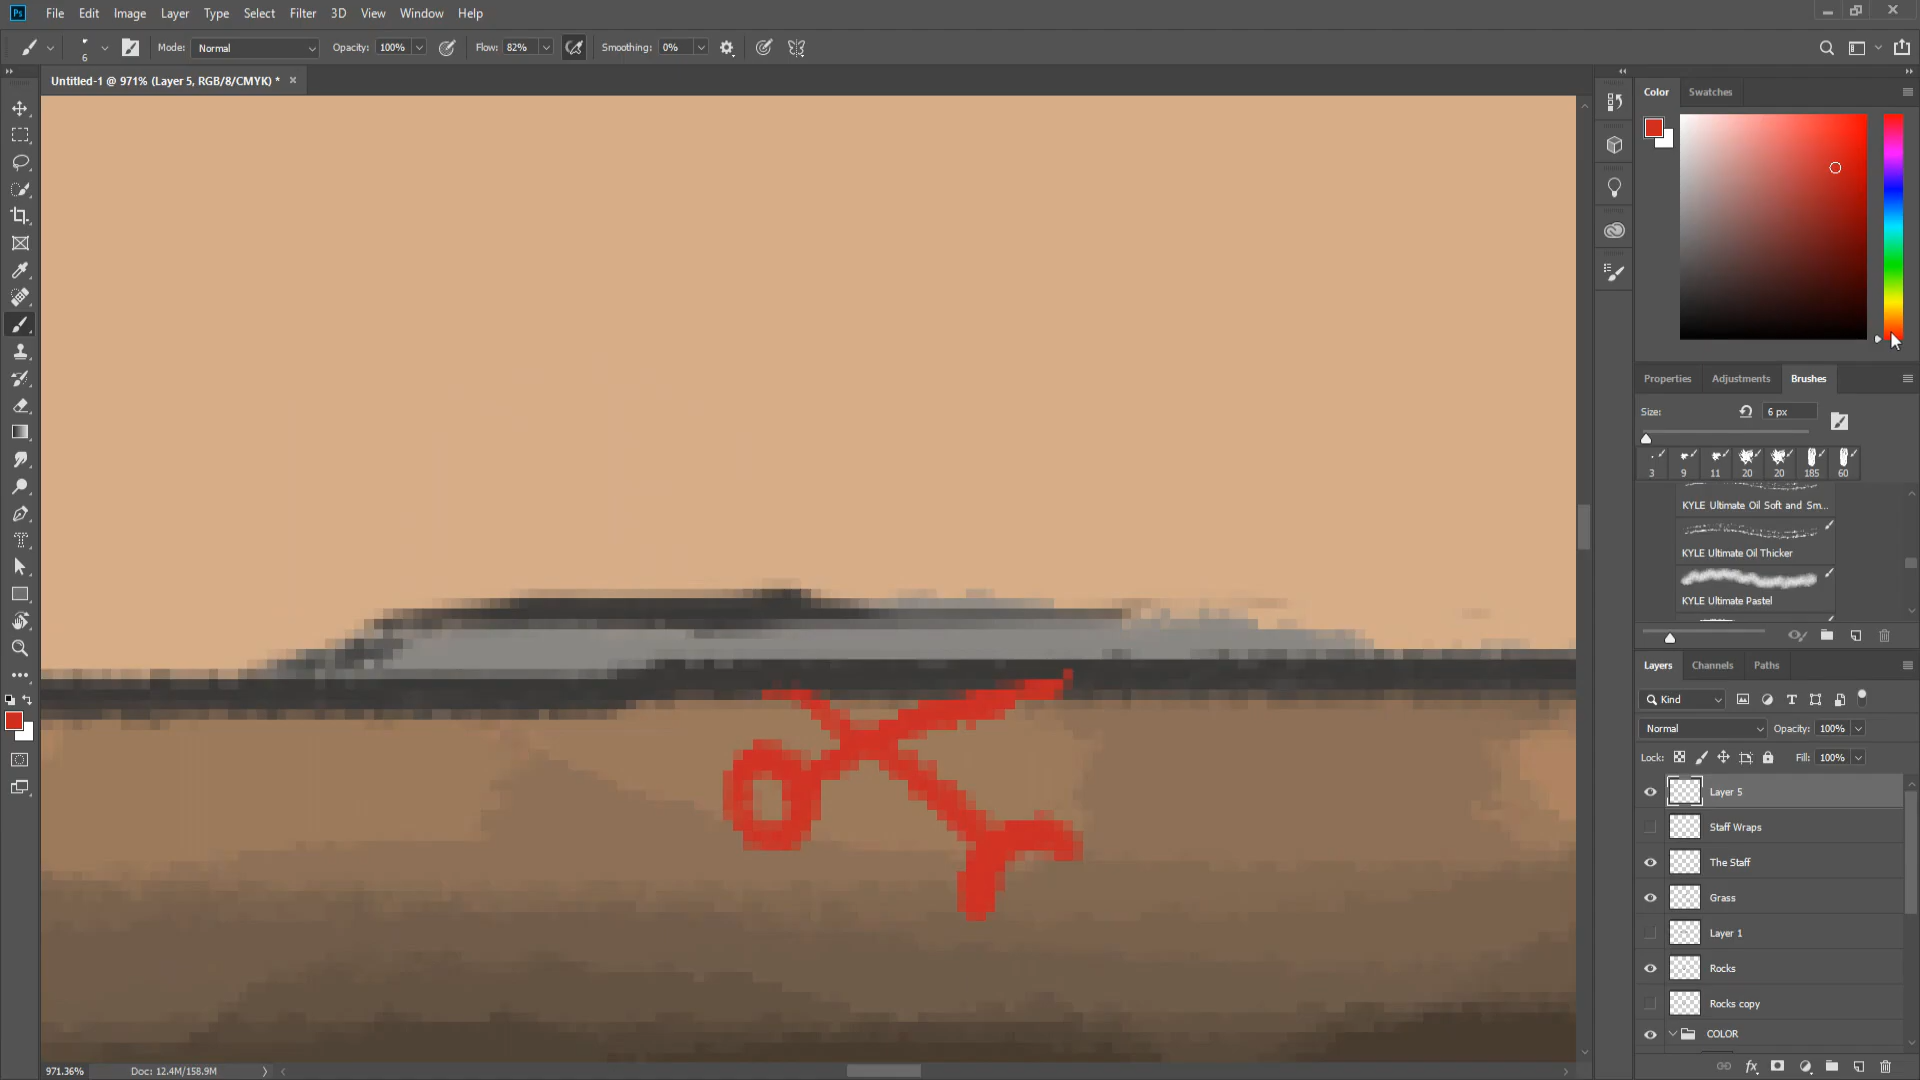 Ps File Edit Image Layer Type Select Filter 3D View Window Help
6 Mode: Normal Opacity: 100% Flow: 82% Smoothing: 0%
Untitled-1 @ 971% (Layer 5, RGB/8/CMYK) * ×
Color Swatches
Properties Adjustments Brushes
Size: 6 px
3 9 11 20 20 185 60
KYLE Ultimate Oil Soft and Sm...
KYLE Ultimate Oil Thicker
KYLE Ultimate Pastel
Layers Channels Paths
Kind
Normal Opacity: 100%
Lock: Fill: 100%
Layer 5
Staff Wraps
The Staff
Grass
Layer 1
Rocks
Rocks copy
COLOR
971.36% Doc: 12.4M/158.9M